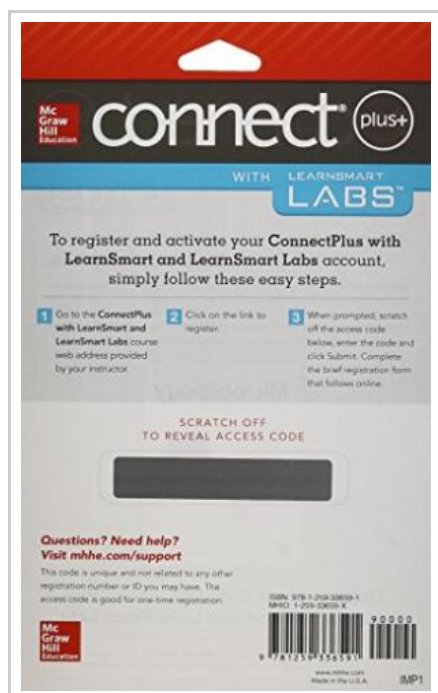 Mc
Graw
Hill
Education
connect® plus+
WITH LEARNSMART
LABS™
To register and activate your ConnectPlus with
LearnSmart and LearnSmart Labs account,
simply follow these easy steps.
1 Go to the ConnectPlus
with LearnSmart and
LearnSmart Labs course
web address provided
by your instructor.
2 Click on the link to
register.
3 When prompted, scratch
off the access code
below, enter the code and
click Submit. Complete
the brief registration form
that follows online.
Microbiology
SCRATCH OFF
TO REVEAL ACCESS CODE
Questions? Need help?
Visit mhhe.com/support
This code is unique and not related to any other
registration number or ID you may have. The
access code is good for one-time registration.
ISBN: 978-1-259-33659-1
MHID: 1-259-33659-X
90000
9 781259 336591
Mc
Graw
Hill
Education
www.mhhe.com
Made in the U.S.A.
IMP1